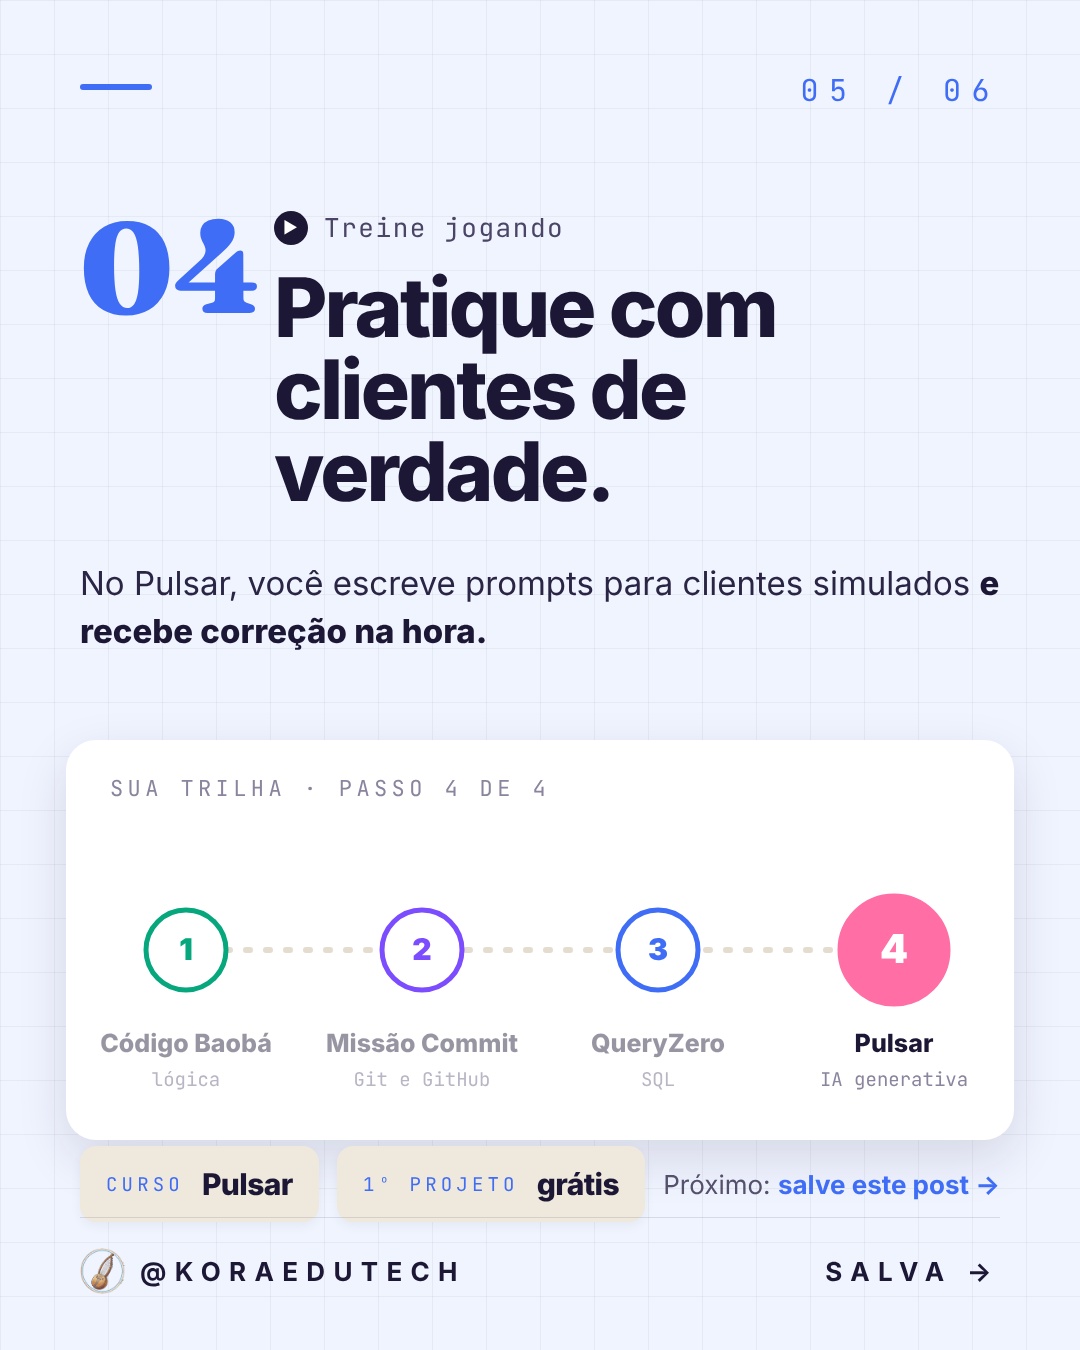 05 / 06
04
Treine jogando
Pratique com
clientes de
verdade.
No Pulsar, você escreve prompts para clientes simulados e
recebe correção na hora.
SUA TRILHA · PASSO 4 DE 4
1 2 3 4
Código Baobá Missão Commit QueryZero Pulsar
lógica Git e GitHub SQL IA generativa
CURSO Pulsar 1º PROJETO grátis Próximo: salve este post →
@KORAEDUTECH SALVA →